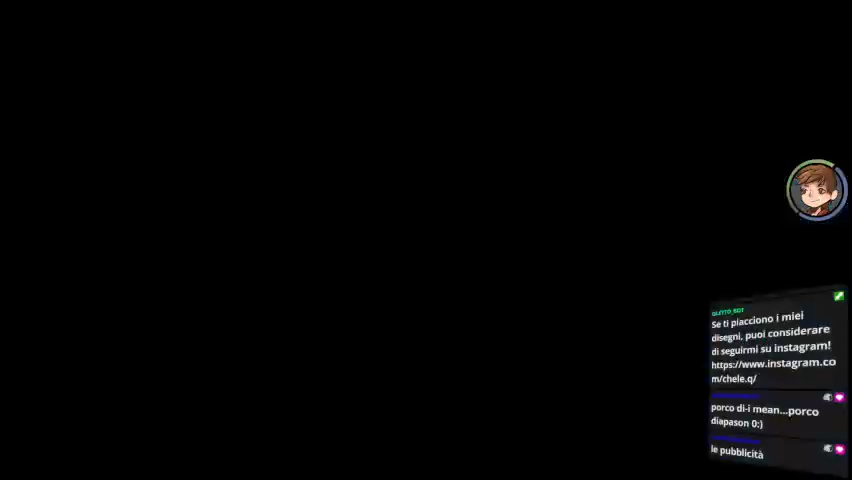 Se ti piacciono i miei
disegni, puoi considerare
di seguirmi su instagram!
https://www.instagram.co
m/chele.q/
porco di-i mean...porco
diapason 0:)
le pubblicità